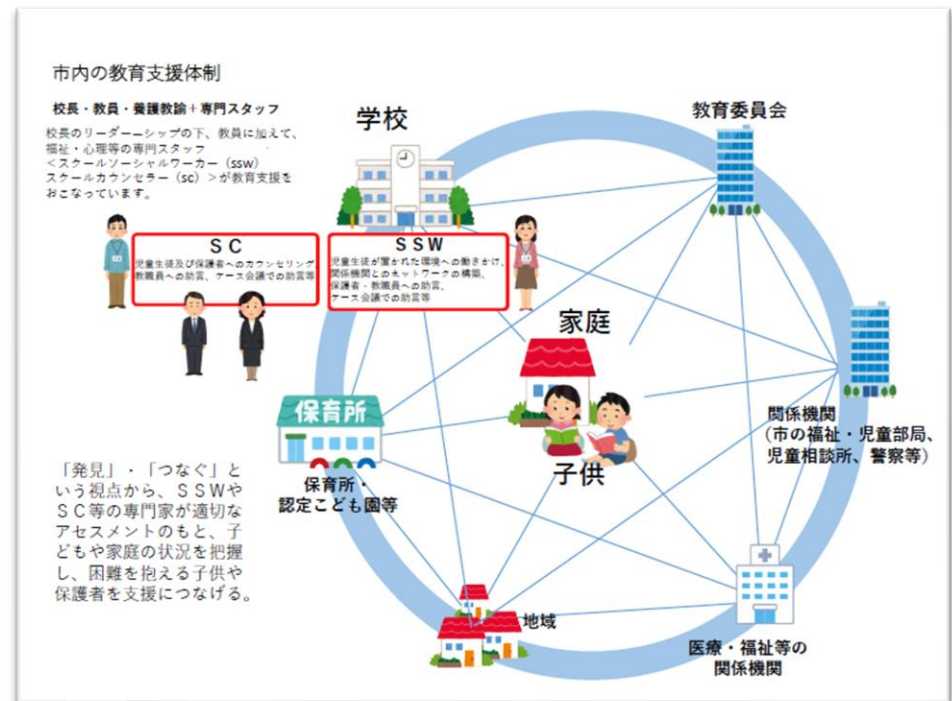 市内の教育支援体制
校長・教員・養護教諭＋専門スタッフ
校長のリーダーシップの下、教員に加えて、
福祉・心理等の専門スタッフ
＜スクールソーシャルワーカー（ssw）
スクールカウンセラー（sc）＞が教育支援を
おこなっています。
学校
教育委員会
ＳＣ
児童生徒及び保護者へのカウンセリング
教職員への助言、ケース会議での助言等
ＳＳＷ
児童生徒が置かれた環境への働きかけ、
関係機関とのネットワークの構築、
保護者・教職員への助言、
ケース会議での助言等
家庭
子供
関係機関
（市の福祉・児童部局、
児童相談所、警察等）
保育所
保育所・
認定こども園等
「発見」・「つなぐ」と
いう視点から、ＳＳＷや
ＳＣ等の専門家が適切な
アセスメントのもと、子
どもや家庭の状況を把握
し、困難を抱える子供や
保護者を支援につなげる。
地域
医療・福祉等の
関係機関